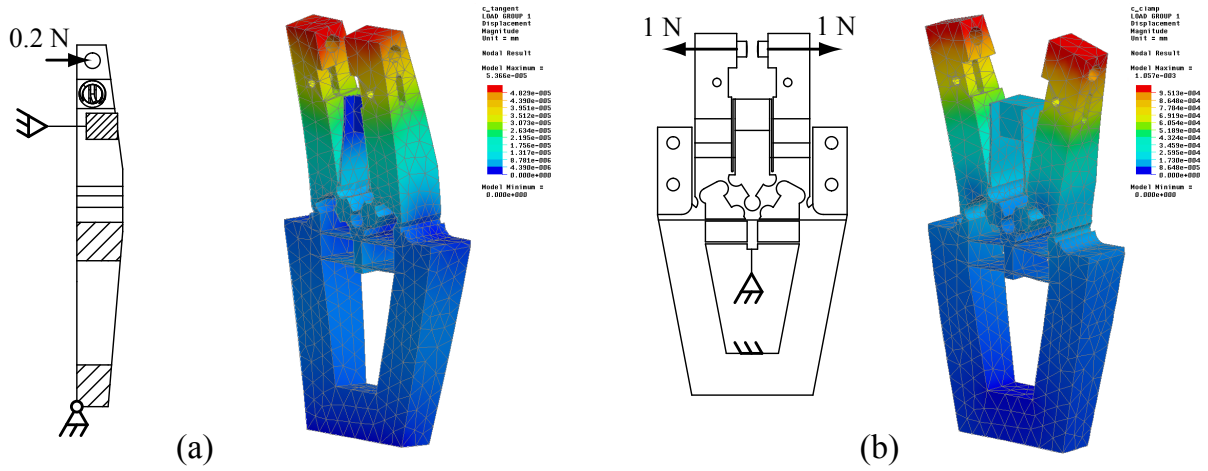 0.2 N
c_tangent
LOAD GROUP 1
Displacement
Magnitude
Unit = mm
Nodal Result
Model Maximum =
5.366e-005
4.829e-005
4.390e-005
3.951e-005
3.512e-005
3.073e-005
2.634e-005
2.195e-005
1.756e-005
1.317e-005
8.781e-006
4.390e-006
0.000e+000
Model Minimum =
0.000e+000
(a)
1 N
1 N
c_clamp
LOAD GROUP 1
Displacement
Magnitude
Unit = mm
Nodal Result
Model Maximum =
1.057e-003
9.513e-004
8.648e-004
7.784e-004
6.919e-004
6.054e-004
5.189e-004
4.324e-004
3.459e-004
2.595e-004
1.730e-004
8.648e-005
0.000e+000
Model Minimum =
0.000e+000
(b)